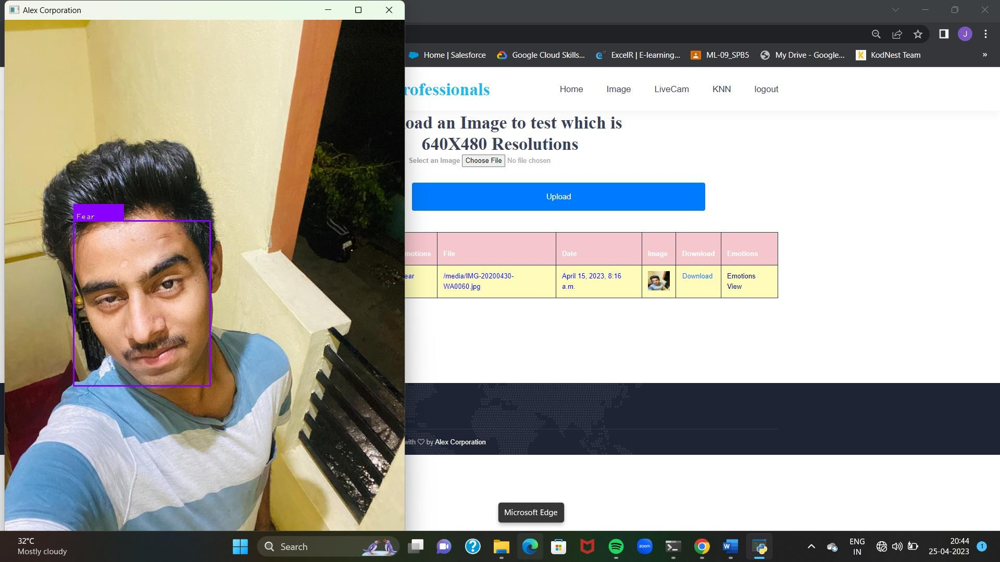 Alex Corporation
J
Home | Salesforce
Google Cloud Skills...
ExcelR | E-learning...
ML-09_SPB5
My Drive - Google...
KodNest Team
»
rofessionals
Home
Image
LiveCam
KNN
logout
oad an Image to test which is
640X480 Resolutions
Select an Image Choose File No file chosen
Upload
Fear
motions
File
Date
Image
Download
Emotions
ear
/media/IMG-20200430-
WA0060.jpg
April 15, 2023, 8:16
a.m.
Download
Emotions
View
with ♡ by Alex Corporation
Microsoft Edge
32°C
Mostly cloudy
Search
zoom
ENG
IN
20:44
25-04-2023
1